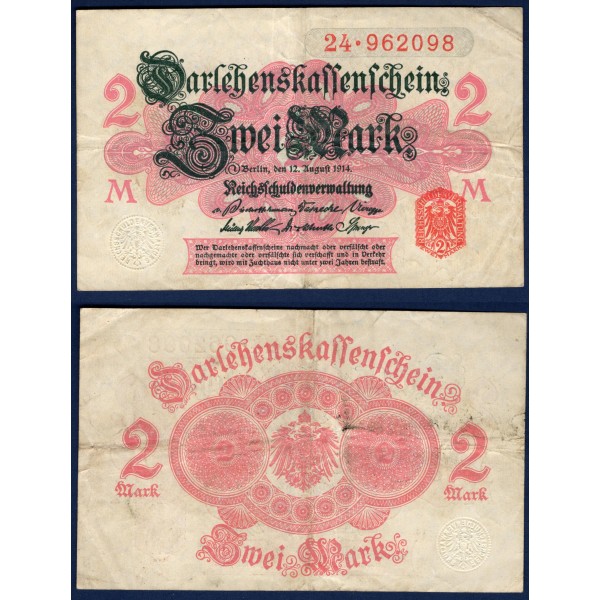 24·962098
Darlehenskassenschein
2 Zwei Mark 2
Berlin, den 12. August 1914.
M Reichsschuldenverwaltung M
2
Wer Darlehenskassenscheine nachmacht oder verfälscht oder
nachgemachte oder verfälschte sich verschafft und in Verkehr
bringt, wird mit Zuchthaus nicht unter zwei Jahren bestraft.
Darlehenskassenschein
2 2 2 2
Mark Mark
Zwei Mark